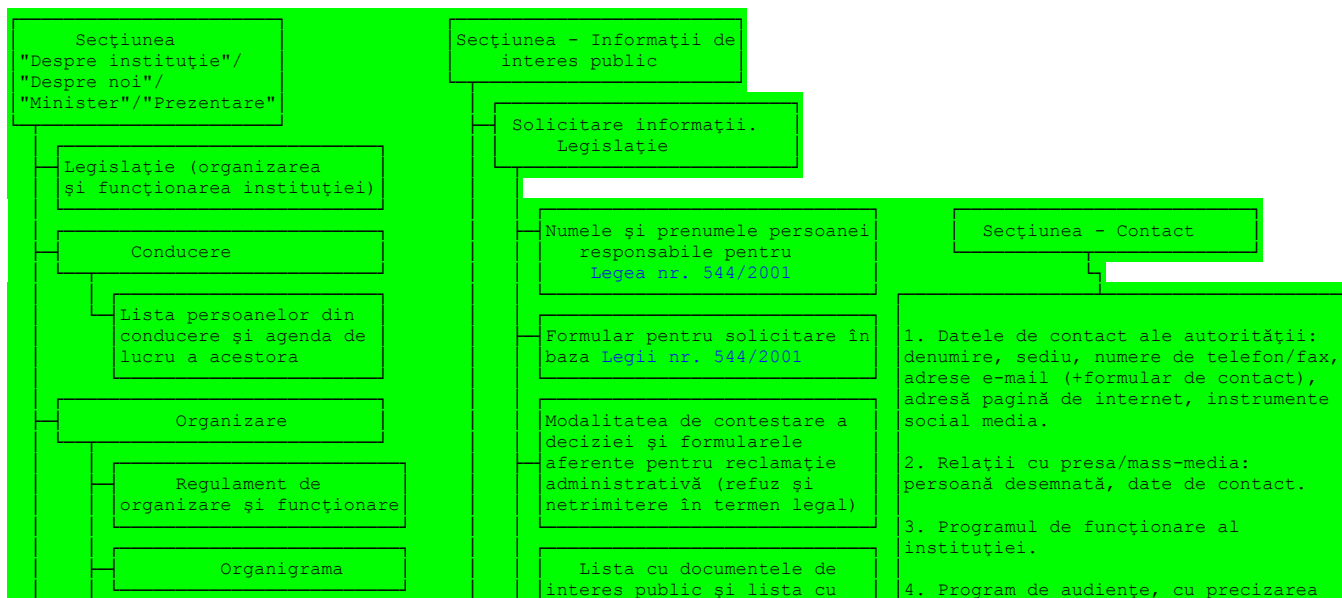 Secţiunea
"Despre instituţie"/
"Despre noi"/
"Minister"/"Prezentare"
Legislaţie (organizarea
şi funcţionarea instituţiei)
Conducere
Lista persoanelor din
conducere şi agenda de
lucru a acestora
Organizare
Regulament de
organizare şi funcţionare
Organigrama
Secţiunea - Informaţii de
interes public
Solicitare informaţii.
Legislaţie
Numele şi prenumele persoanei
responsabile pentru
Legea nr. 544/2001
Formular pentru solicitare în
baza Legii nr. 544/2001
Modalitatea de contestare a
deciziei şi formularele
aferente pentru reclamaţie
administrativă (refuz şi
netrimitere în termen legal)
Lista cu documentele de
interes public şi lista cu
Secţiunea - Contact
1. Datele de contact ale autorităţii:
denumire, sediu, numere de telefon/fax,
adrese e-mail (+formular de contact),
adresă pagină de internet, instrumente
social media.
2. Relaţii cu presa/mass-media:
persoană desemnată, date de contact.
3. Programul de funcţionare al
instituţiei.
4. Program de audienţe, cu precizarea